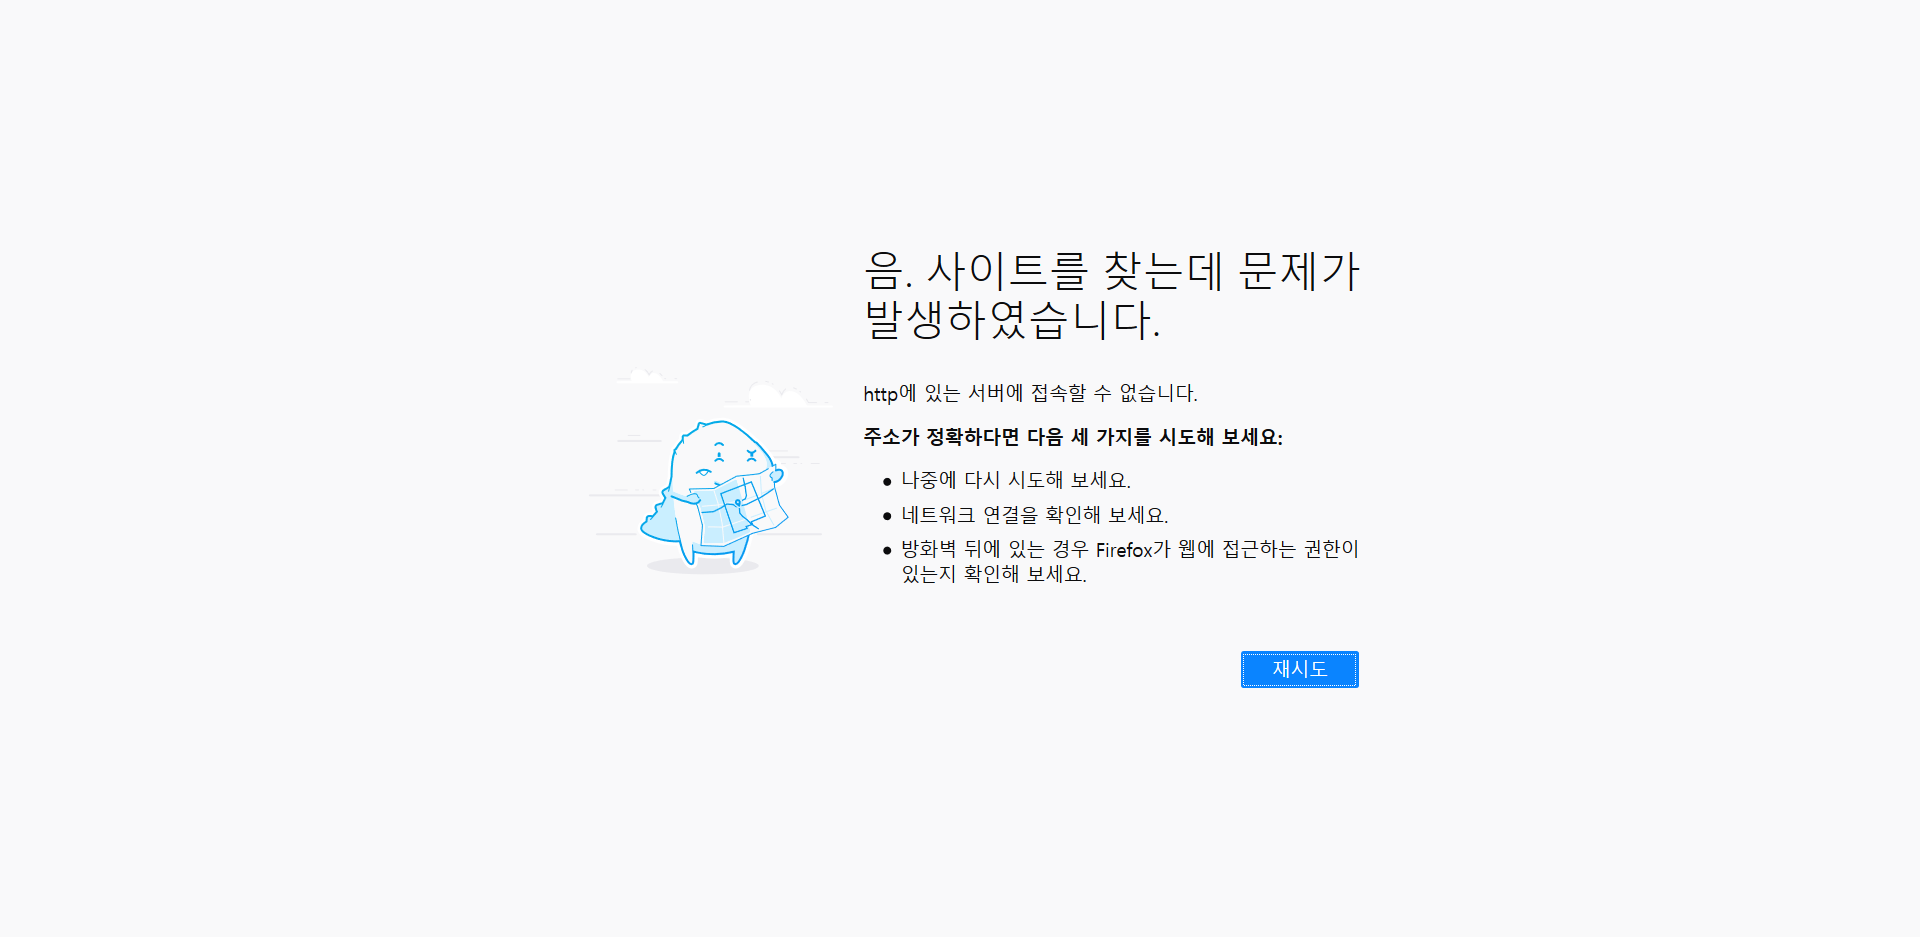 음. 사이트를 찾는데 문제가
발생하였습니다.
http에 있는 서버에 접속할 수 없습니다.
주소가 정확하다면 다음 세 가지를 시도해 보세요:
• 나중에 다시 시도해 보세요.
• 네트워크 연결을 확인해 보세요.
• 방화벽 뒤에 있는 경우 Firefox가 웹에 접근하는 권한이
있는지 확인해 보세요.
재시도